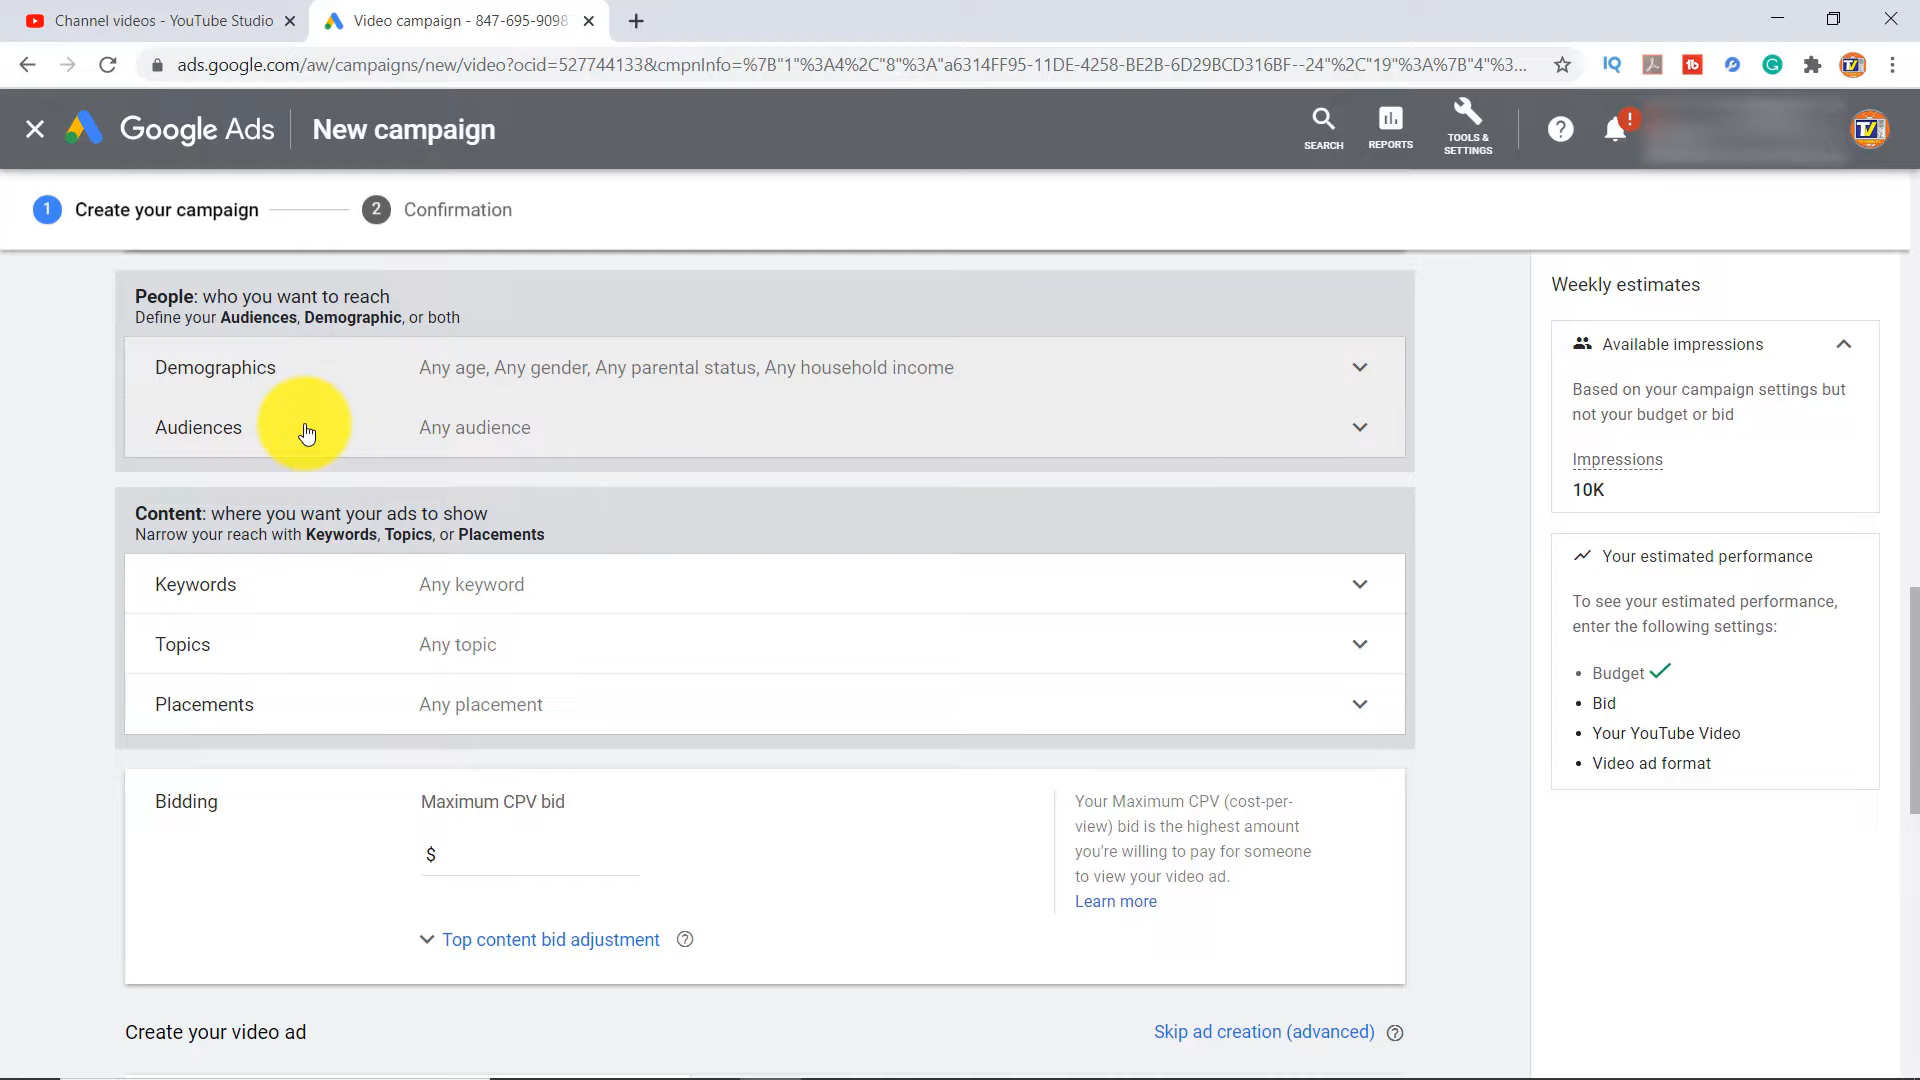 Channel videos - YouTube Studio
Video campaign - 847-695-9098
ads.google.com/aw/campaigns/new/video?ocid=527744133&cmpnInfo=%7B"1"%3A4%2C"8"%3A"a6314FF95-11DE-4258-BE2B-6D29BCD316BF--24"%2C"19"%3A%7B"4"%3...
Google Ads
New campaign
SEARCH
REPORTS
TOOLS &
SETTINGS
1 Create your campaign
2 Confirmation
People: who you want to reach
Define your Audiences, Demographic, or both
Demographics Any age, Any gender, Any parental status, Any household income
Audiences Any audience
Content: where you want your ads to show
Narrow your reach with Keywords, Topics, or Placements
Keywords Any keyword
Topics Any topic
Placements Any placement
Bidding
Maximum CPV bid
$
Your Maximum CPV (cost-per-
view) bid is the highest amount
you're willing to pay for someone
to view your video ad.
Learn more
Top content bid adjustment
Create your video ad
Skip ad creation (advanced)
Weekly estimates
Available impressions
Based on your campaign settings but
not your budget or bid
Impressions
10K
Your estimated performance
To see your estimated performance,
enter the following settings:
• Budget
• Bid
• Your YouTube Video
• Video ad format